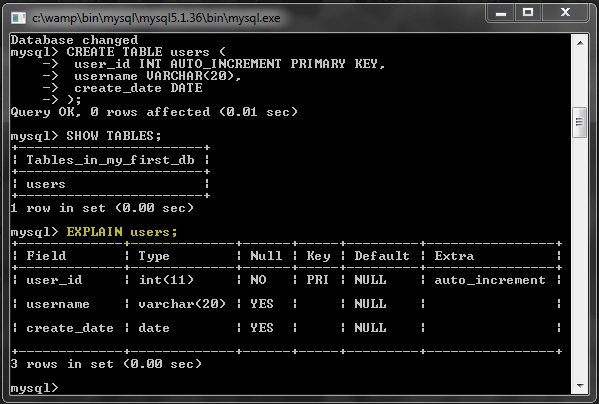 c:\wamp\bin\mysql\mysql5.1.36\bin\mysql.exe
Database changed
mysql> CREATE TABLE users (
    ->  user_id INT AUTO_INCREMENT PRIMARY KEY,
    ->  username VARCHAR(20),
    ->  create_date DATE
    -> );
Query OK, 0 rows affected (0.01 sec)
mysql> SHOW TABLES;
+-----------------------+
¦ Tables_in_my_first_db ¦
+-----------------------+
¦ users                 ¦
+-----------------------+
1 row in set (0.00 sec)
mysql> EXPLAIN users;
+-------------+-------------+------+-----+---------+----------------+
¦ Field       ¦ Type        ¦ Null ¦ Key ¦ Default ¦ Extra          ¦
+-------------+-------------+------+-----+---------+----------------+
¦ user_id     ¦ int(11)     ¦ NO   ¦ PRI ¦ NULL    ¦ auto_increment ¦
¦ username    ¦ varchar(20) ¦ YES  ¦     ¦ NULL    ¦                ¦
¦ create_date ¦ date        ¦ YES  ¦     ¦ NULL    ¦                ¦
+-------------+-------------+------+-----+---------+----------------+
3 rows in set (0.00 sec)
mysql>